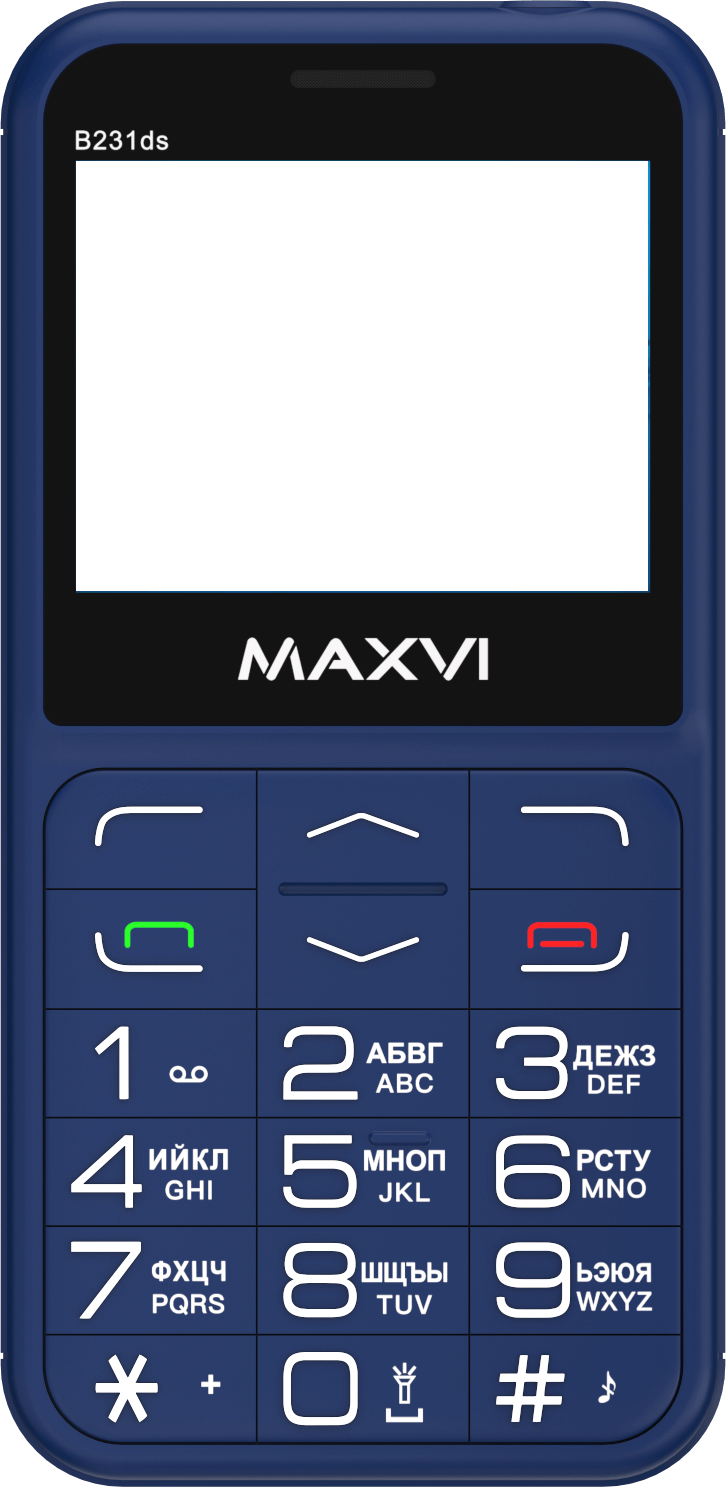 B231ds
MAXVI
1
2 АБВГ
ABC
3 ДЕЖЗ
DEF
4 ИЙКЛ
GHI
5 МНОП
JKL
6 РСТУ
MNO
7 ФХЦЧ
PQRS
8 ШЩЪЫ
TUV
9 ЬЭЮЯ
WXYZ
* +
0
#